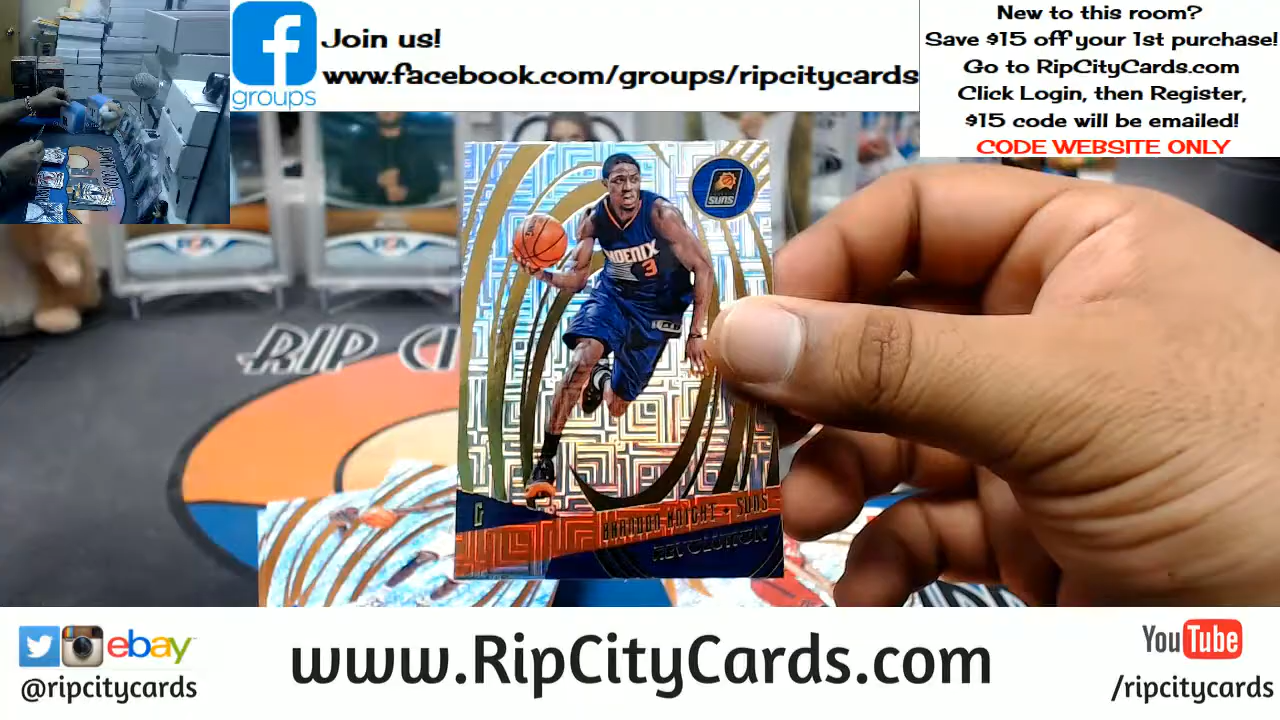 groups
Join us!
www.facebook.com/groups/ripcitycards
New to this room?
Save $15 off your 1st purchase!
Go to RipCityCards.com
Click Login, then Register,
$15 code will be emailed!
CODE WEBSITE ONLY
SUNS
PHOENIX
3
RIP CI
G
BRANDON KNIGHT • SUNS
REVOLUTION
ebay
@ripcitycards
www.RipCityCards.com
YouTube
/ripcitycards